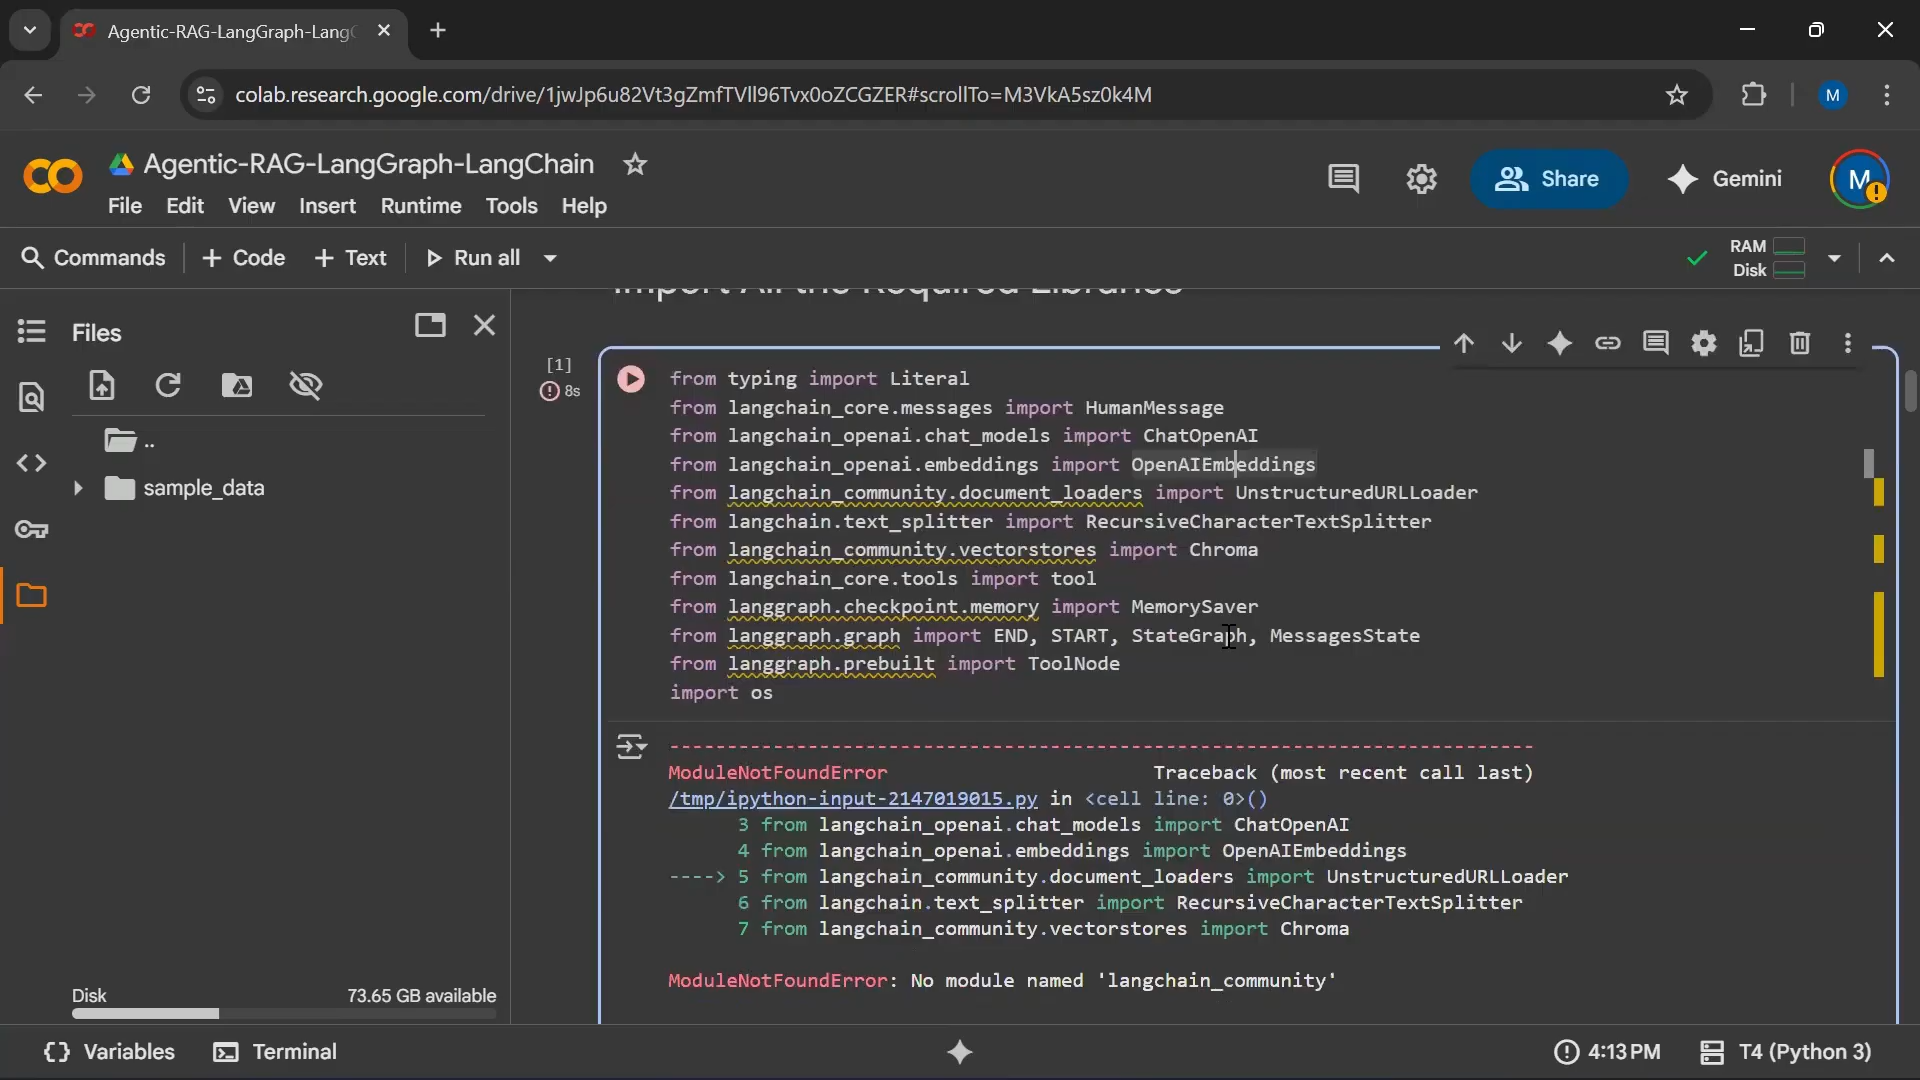 Agentic-RAG-LangGraph-Lang
colab.research.google.com/drive/1jwJp6u82Vt3gZmfTVll96Tvx0oZCGZER#scrollTo=M3VkA5sz0k4M
M
Agentic-RAG-LangGraph-LangChain
Share
Gemini
M
File Edit View Insert Runtime Tools Help
Commands + Code + Text Run all
RAM
Disk
Files
Import All the Required Libraries
..
sample_data
[1]
8s
from typing import Literal
from langchain_core.messages import HumanMessage
from langchain_openai.chat_models import ChatOpenAI
from langchain_openai.embeddings import OpenAIEmbeddings
from langchain_community.document_loaders import UnstructuredURLLoader
from langchain.text_splitter import RecursiveCharacterTextSplitter
from langchain_community.vectorstores import Chroma
from langchain_core.tools import tool
from langgraph.checkpoint.memory import MemorySaver
from langgraph.graph import END, START, StateGraph, MessagesState
from langgraph.prebuilt import ToolNode
import os
---------------------------------------------------------------------------
ModuleNotFoundError Traceback (most recent call last)
/tmp/ipython-input-2147019015.py in <cell line: 0>()
3 from langchain_openai.chat_models import ChatOpenAI
4 from langchain_openai.embeddings import OpenAIEmbeddings
----> 5 from langchain_community.document_loaders import UnstructuredURLLoader
6 from langchain.text_splitter import RecursiveCharacterTextSplitter
7 from langchain_community.vectorstores import Chroma
ModuleNotFoundError: No module named 'langchain_community'
Disk 73.65 GB available
Variables Terminal
4:13 PM T4 (Python 3)